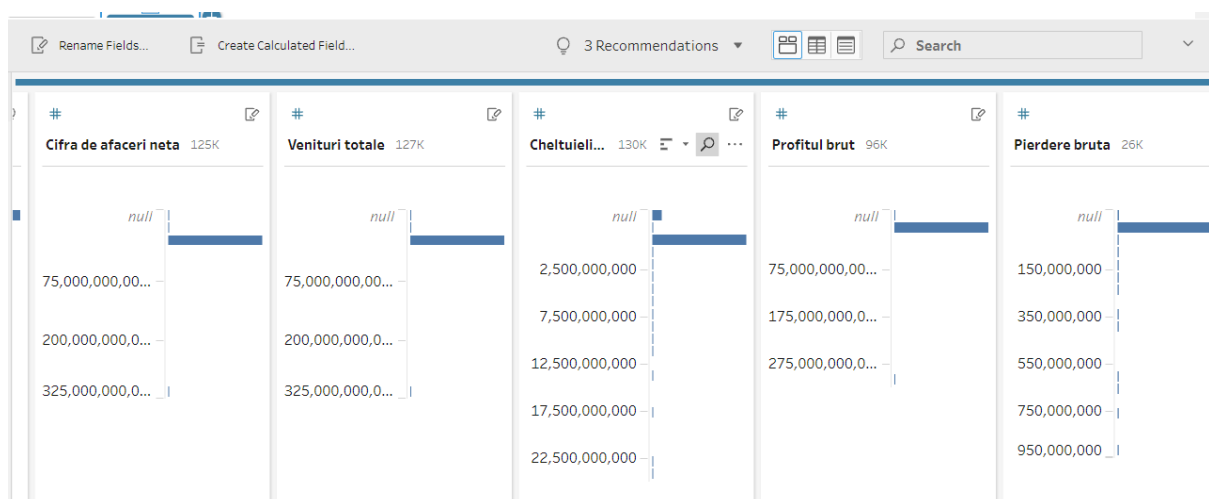 Rename Fields... Create Calculated Field... 3 Recommendations Search
Cifra de afaceri neta 125K
null
75,000,000,00...
200,000,000,0...
325,000,000,0...
Venituri totale 127K
null
75,000,000,00...
200,000,000,0...
325,000,000,0...
Cheltuieli... 130K
null
2,500,000,000
7,500,000,000
12,500,000,000
17,500,000,000
22,500,000,000
Profitul brut 96K
null
75,000,000,00...
175,000,000,0...
275,000,000,0...
Pierdere bruta 26K
null
150,000,000
350,000,000
550,000,000
750,000,000
950,000,000